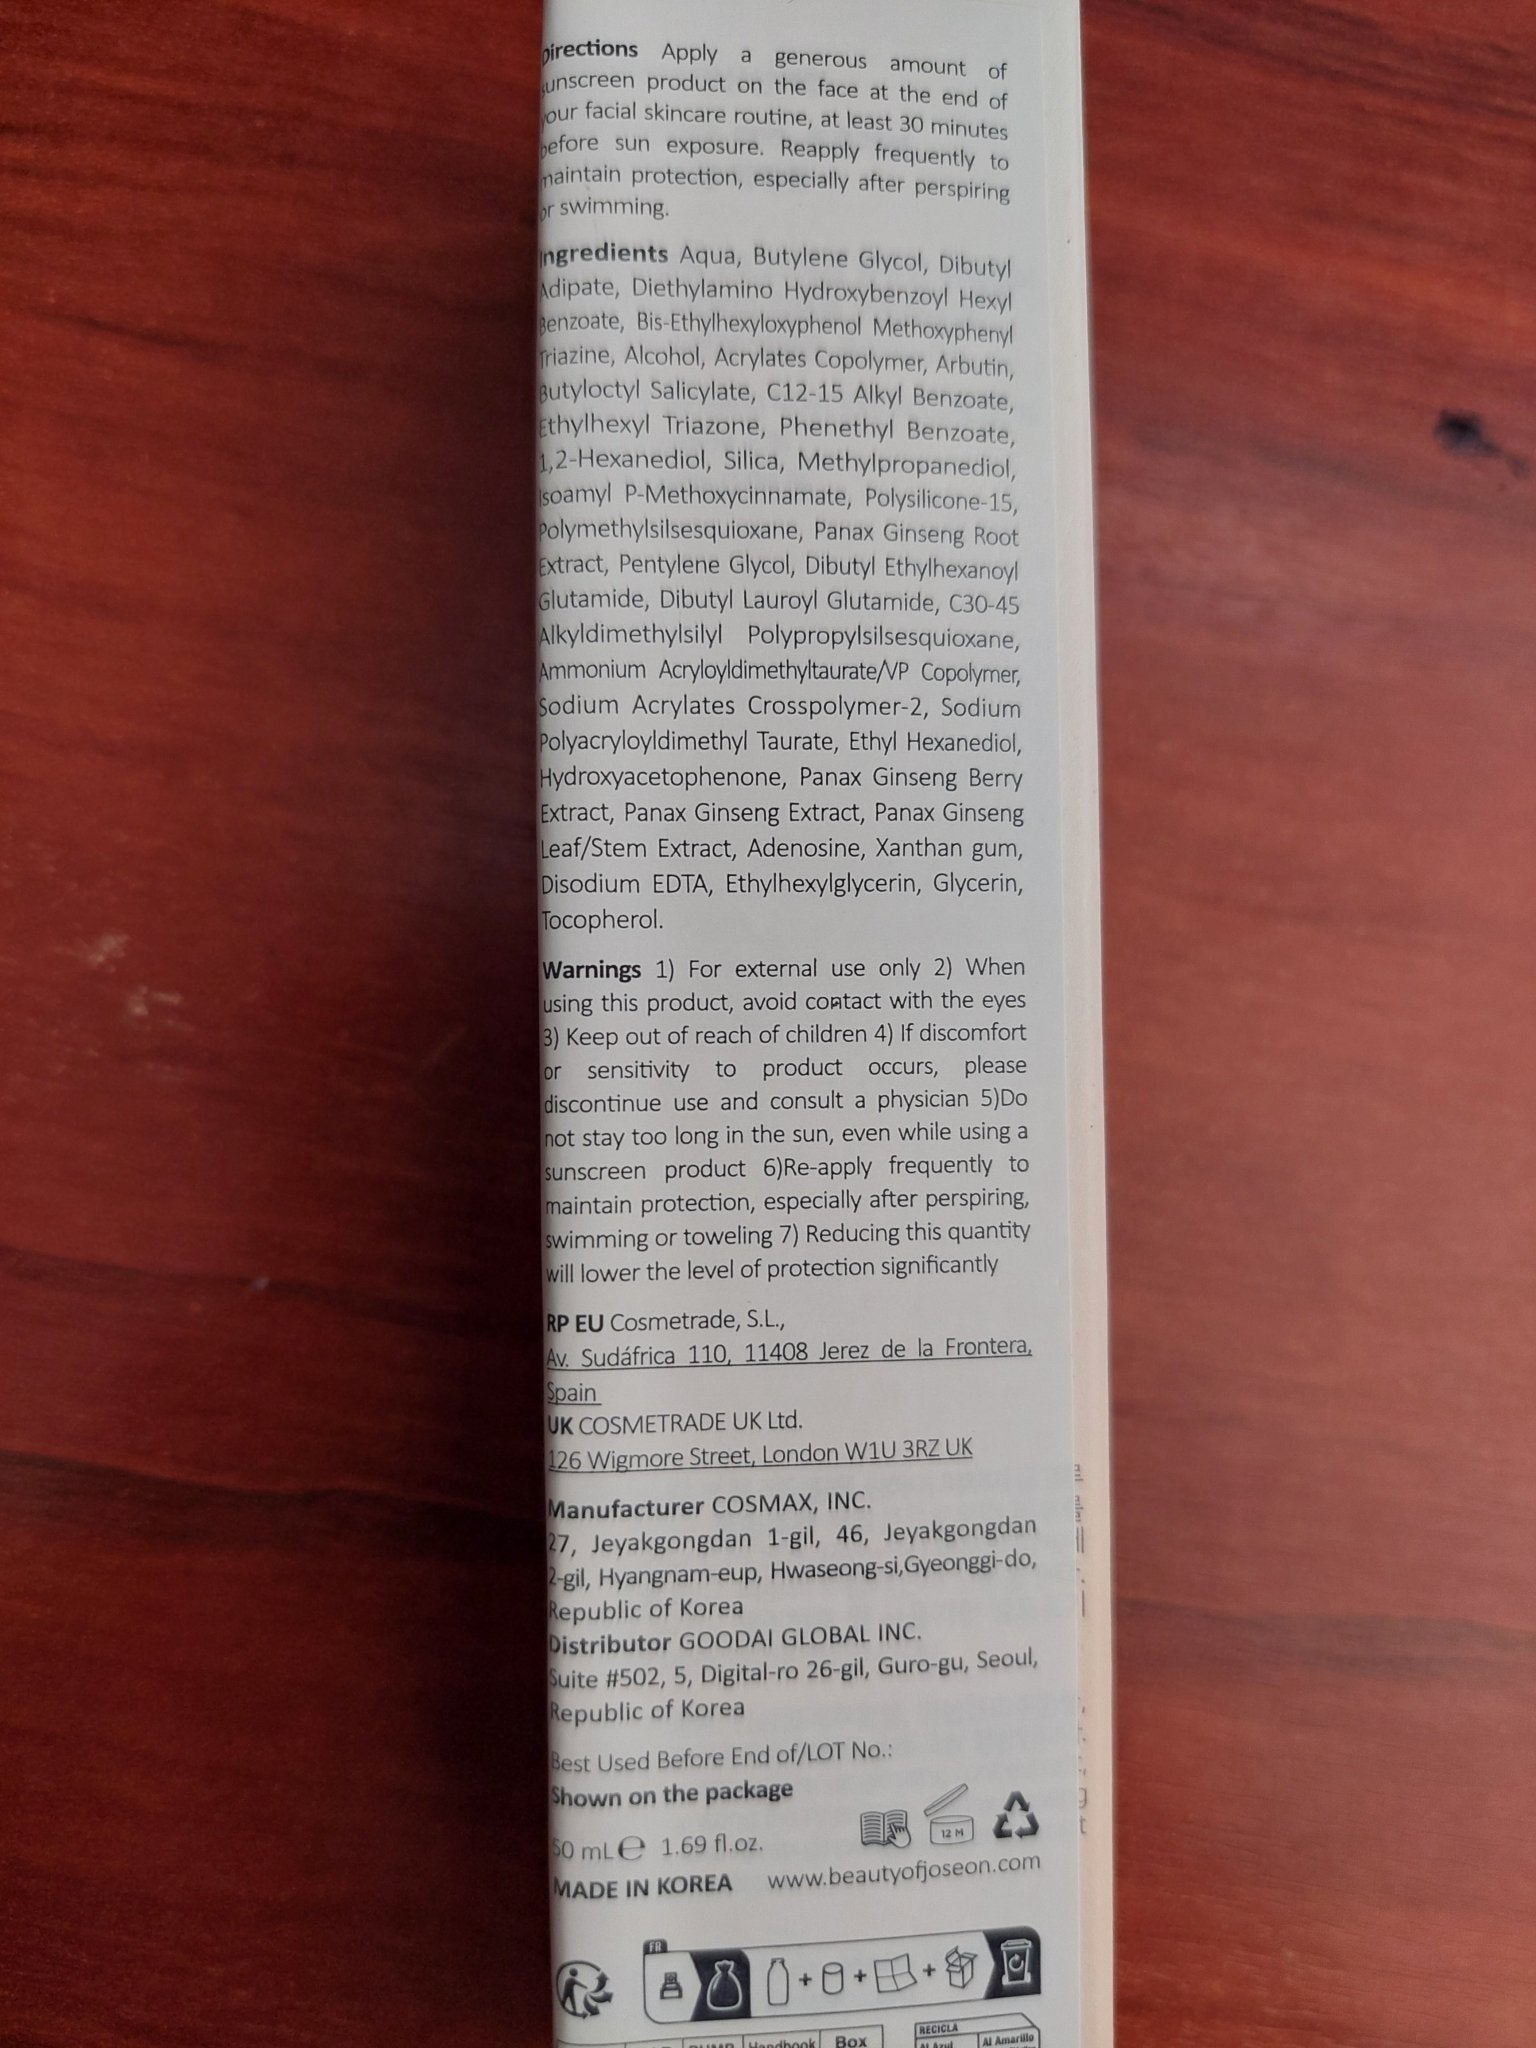 Directions Apply a generous amount of
sunscreen product on the face at the end of
your facial skincare routine, at least 30 minutes
before sun exposure. Reapply frequently to
maintain protection, especially after perspiring
or swimming.
Ingredients Aqua, Butylene Glycol, Dibutyl
Adipate, Diethylamino Hydroxybenzoyl Hexyl
Benzoate, Bis-Ethylhexyloxyphenol Methoxyphenyl
Triazine, Alcohol, Acrylates Copolymer, Arbutin,
Butyloctyl Salicylate, C12-15 Alkyl Benzoate,
Ethylhexyl Triazone, Phenethyl Benzoate,
1,2-Hexanediol, Silica, Methylpropanediol,
Isoamyl P-Methoxycinnamate, Polysilicone-15,
Polymethylsilsesquioxane, Panax Ginseng Root
Extract, Pentylene Glycol, Dibutyl Ethylhexanoyl
Glutamide, Dibutyl Lauroyl Glutamide, C30-45
Alkyldimethylsilyl Polypropylsilsesquioxane,
Ammonium Acryloyldimethyltaurate/VP Copolymer,
Sodium Acrylates Crosspolymer-2, Sodium
Polyacryloyldimethyl Taurate, Ethyl Hexanediol,
Hydroxyacetophenone, Panax Ginseng Berry
Extract, Panax Ginseng Extract, Panax Ginseng
Leaf/Stem Extract, Adenosine, Xanthan gum,
Disodium EDTA, Ethylhexylglycerin, Glycerin,
Tocopherol.
Warnings 1) For external use only 2) When
using this product, avoid contact with the eyes
3) Keep out of reach of children 4) If discomfort
or sensitivity to product occurs, please
discontinue use and consult a physician 5)Do
not stay too long in the sun, even while using a
sunscreen product 6)Re-apply frequently to
maintain protection, especially after perspiring,
swimming or toweling 7) Reducing this quantity
will lower the level of protection significantly
RP EU Cosmetrade, S.L.,
Av. Sudáfrica 110, 11408 Jerez de la Frontera,
Spain
UK COSMETRADE UK Ltd.
126 Wigmore Street, London W1U 3RZ UK
Manufacturer COSMAX, INC.
27, Jeyakgongdan 1-gil, 46, Jeyakgongdan
2-gil, Hyangnam-eup, Hwaseong-si,Gyeonggi-do,
Republic of Korea
Distributor GOODAI GLOBAL INC.
Suite #502, 5, Digital-ro 26-gil, Guro-gu, Seoul,
Republic of Korea
Best Used Before End of/LOT No.:
Shown on the package
12 M
50 mL ℮ 1.69 fl.oz.
MADE IN KOREA www.beautyofjoseon.com
FR
RECICLA
PUMP Handbook Box
Al Azul Al Amarillo